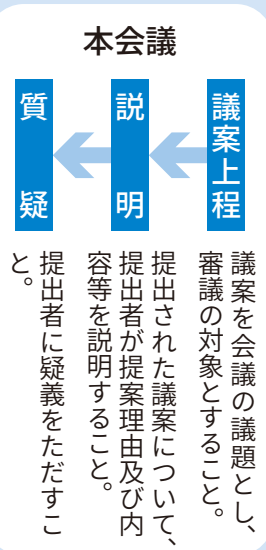 本会議
議案上程
議案を会議の議題とし、
審議の対象とすること。
説明
提出された議案について、
提出者が提案理由及び内
容等を説明すること。
質疑
提出者に疑義をただすこ
と。